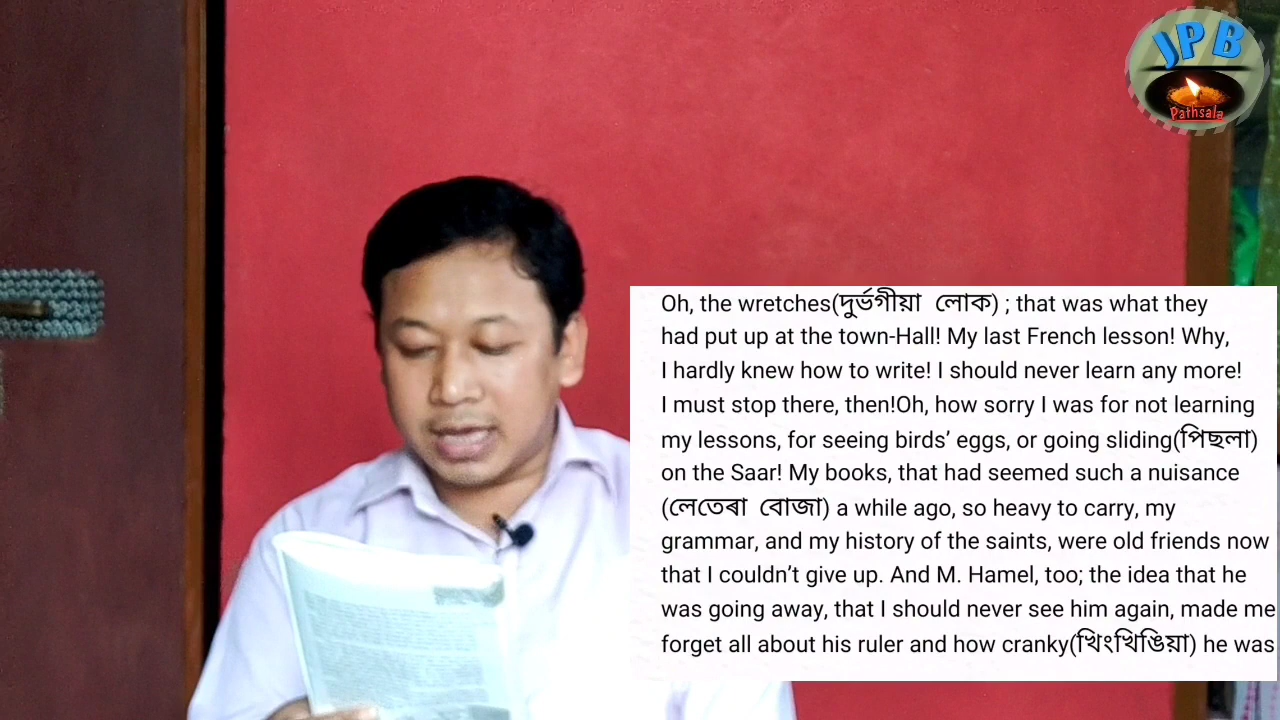 JPB
Pathsala
Oh, the wretches(দুৰ্ভগীয়া লোক) ; that was what they
had put up at the town-Hall! My last French lesson! Why,
I hardly knew how to write! I should never learn any more!
I must stop there, then!Oh, how sorry I was for not learning
my lessons, for seeing birds’ eggs, or going sliding(পিছলা)
on the Saar! My books, that had seemed such a nuisance
(লেতেৰা বোজা) a while ago, so heavy to carry, my
grammar, and my history of the saints, were old friends now
that I couldn’t give up. And M. Hamel, too; the idea that he
was going away, that I should never see him again, made me
forget all about his ruler and how cranky(খিংখিঙিয়া) he was